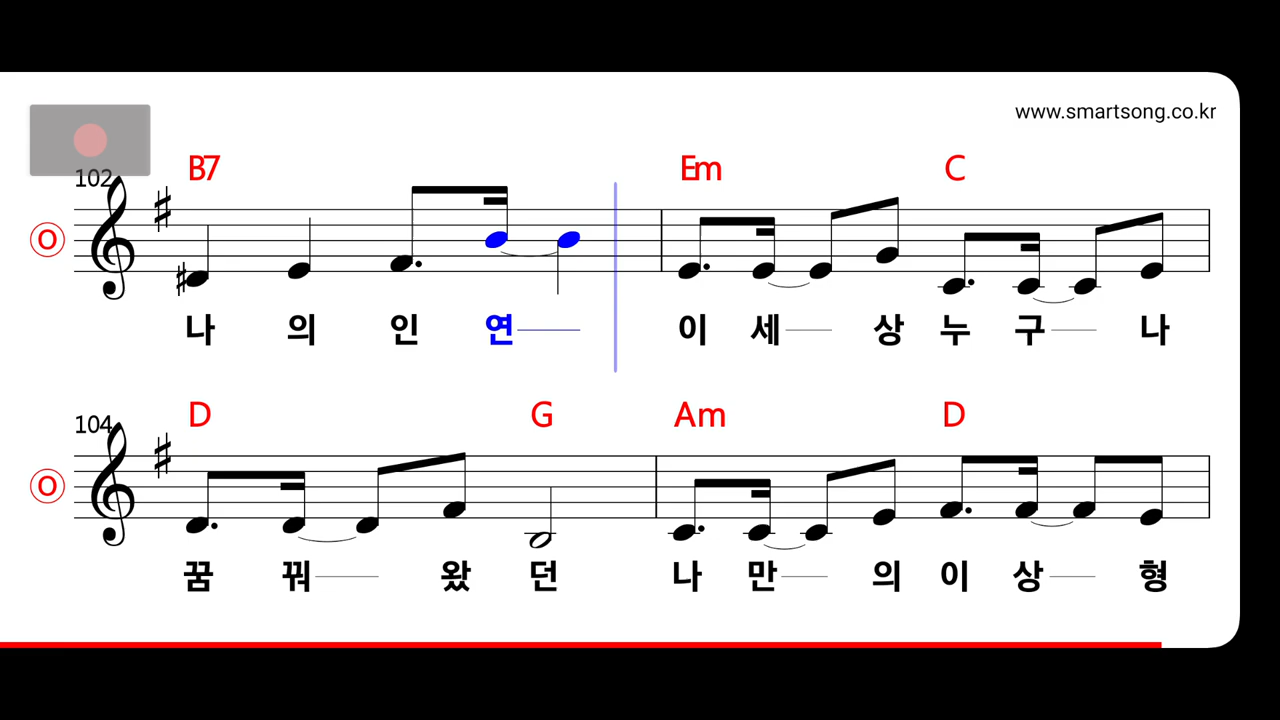 www.smartsong.co.kr
102 B7 Em C
O
나 의 인 연 이 세 상 누 구 나
104 D G Am D
O
꿈 꿔 왔 던 나 만 의 이 상 형